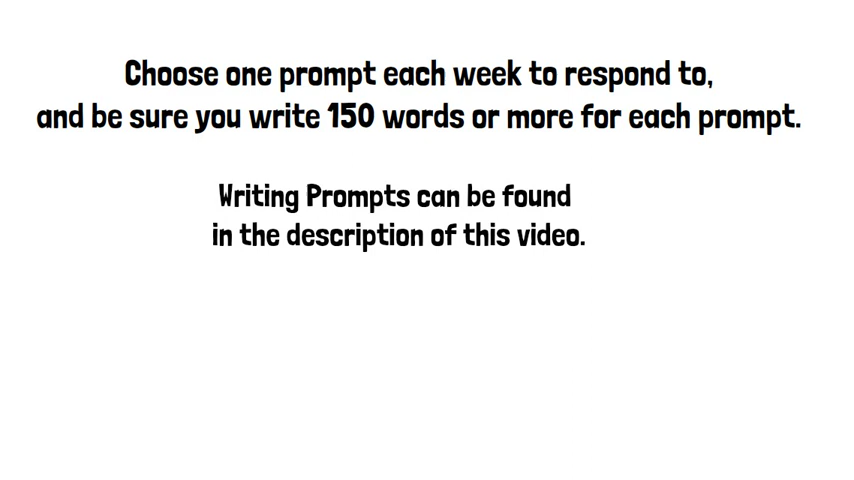 Choose one prompt each week to respond to,
and be sure you write 150 words or more for each prompt.
Writing Prompts can be found
in the description of this video.